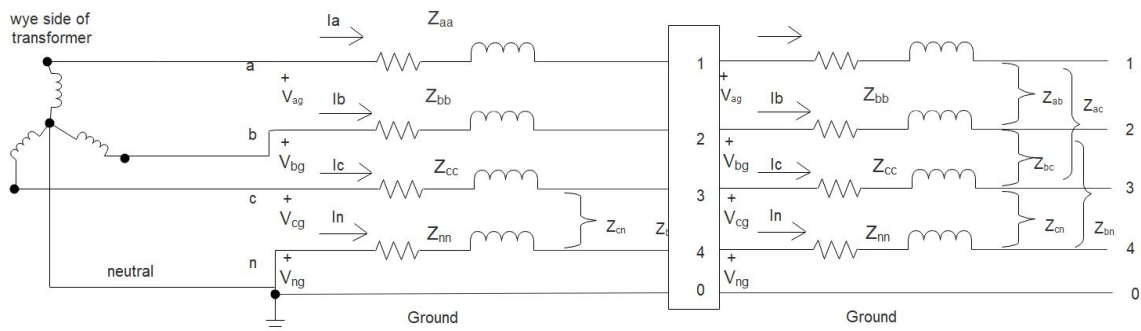 wye side of
transformer
Ia
Zaa
a
+
Vag
Ib
Zbb
b
+
Vbg
Ic
Zcc
c
+
Vcg
In
Znn
Zcn
n
+
Vng
neutral
Ground
1
2
3
4
0
+
Vag
Ib
Zbb
+
Vbg
Ic
Zcc
+
Vcg
In
Znn
+
Vng
Ground
Zab
Zac
Zbc
Zcn
Zbn
1
2
3
4
0